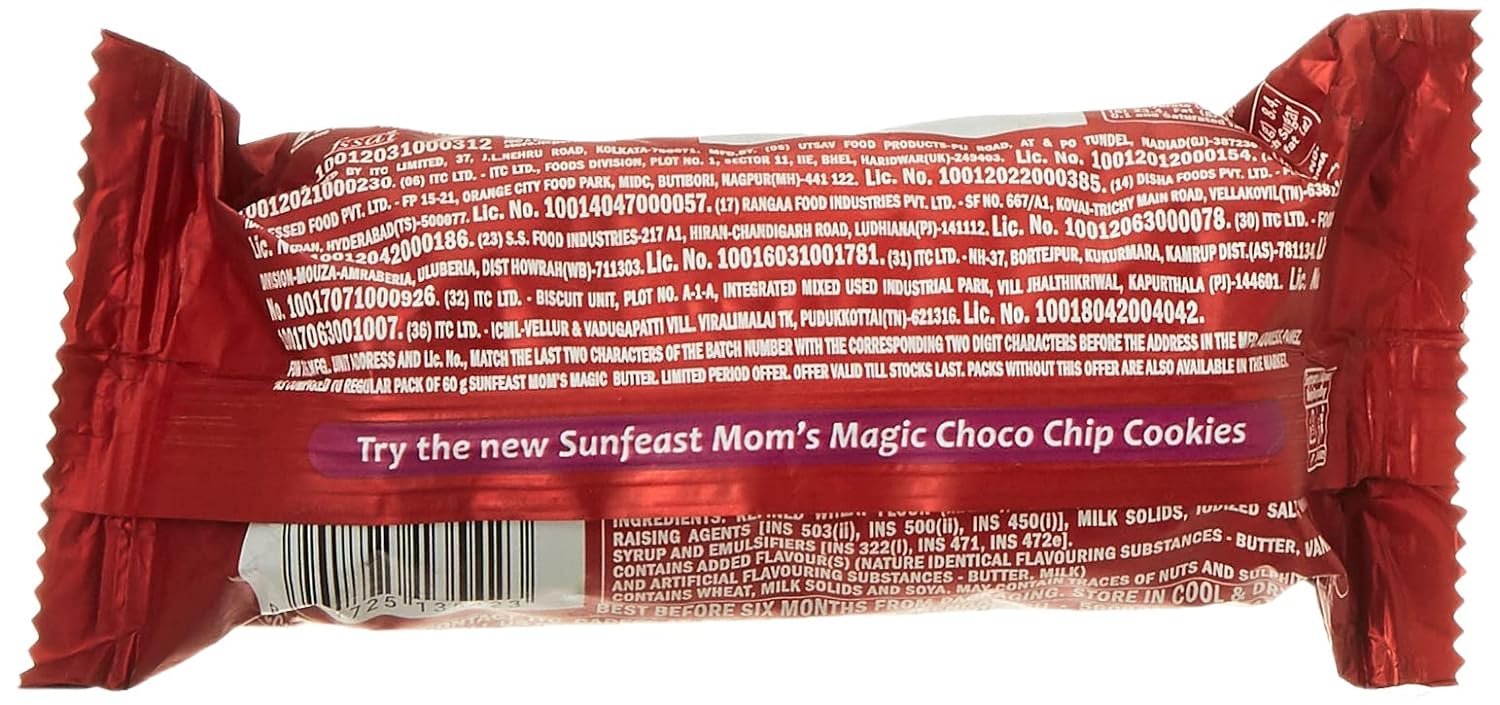 10012031000312
BY ITC LIMITED, 37, J.L.NEHRU ROAD, KOLKATA- MFD.BY. (05) UTSAV FOOD PRODUCTS- ROAD, AT & PO TUNDEL, NADIAD(GJ)-
10012021000230. (06) ITC LTD. - ITC LTD., FOODS DIVISION, PLOT NO. 1, SECTOR 11, IIE, BHEL, HARIDWAR(UK)-249403. Lic. No. 10012012000154.
FOOD PVT. LTD. - FP 15-21, ORANGE CITY FOOD PARK, MIDC, BUTIBORI, NAGPUR(MH)-441 122. Lic. No. 10012022000385. (14) DISHA FOODS PVT. LTD. -
Lic. HYDERABAD(TS)-500077. Lic. No. 10014047000057. (17) RANGAA FOOD INDUSTRIES PVT. LTD. - SF NO. 667/A1, KOVAI-TRICHY MAIN ROAD, VELLAKOVIL(TN)-
10012042000186. (23) S.S. FOOD INDUSTRIES-217 A1, HIRAN-CHANDIGARH ROAD, LUDHIANA(PJ)-141112. Lic. No. 10012063000078. (30) ITC LTD. -
DIVISION-MOUZA-AMRABERIA, ULUBERIA, DIST HOWRAH(WB)-711303. Lic. No. 10016031001781. (31) ITC LTD. - NH-37, BORTEJPUR, KUKURMARA, KAMRUP DIST.(AS)-781134.
No. 10017071000926. (32) ITC LTD. - BISCUIT UNIT, PLOT NO. A-1-A, INTEGRATED MIXED USED INDUSTRIAL PARK, VILL JHALTHIKRIWAL, KAPURTHALA (PJ)-144601. Lic. No
10017063001007. (36) ITC LTD. - ICML-VELLUR & VADUGAPATTI VILL. VIRALIMALAI TK, PUDUKKOTTAI(TN)-621316. Lic. No. 10018042004042.
UNIT ADDRESS AND Lic. No., MATCH THE LAST TWO CHARACTERS OF THE BATCH NUMBER WITH THE CORRESPONDING TWO DIGIT CHARACTERS BEFORE THE ADDRESS IN THE MFR ADDRESS PANEL.
AS COMPARED TO REGULAR PACK OF 60 g SUNFEAST MOM'S MAGIC BUTTER. LIMITED PERIOD OFFER. OFFER VALID TILL STOCKS LAST. PACKS WITHOUT THIS OFFER ARE ALSO AVAILABLE IN THE MARKET.
Try the new Sunfeast Mom's Magic Choco Chip Cookies
INGREDIENTS: REFINED WHEAT FLOUR
RAISING AGENTS [INS 503(ii), INS 500(ii), INS 450(i)], MILK SOLIDS, IODIZED SALT
SYRUP AND EMULSIFIERS [INS 322(i), INS 471, INS 472e].
CONTAINS ADDED FLAVOUR(S) (NATURE IDENTICAL FLAVOURING SUBSTANCES - BUTTER,
AND ARTIFICIAL FLAVOURING SUBSTANCES - BUTTER, MILK)
CONTAINS WHEAT, MILK SOLIDS AND SOYA. MAY CONTAIN TRACES OF NUTS AND
BEST BEFORE SIX MONTHS FROM PACKAGING. STORE IN COOL &